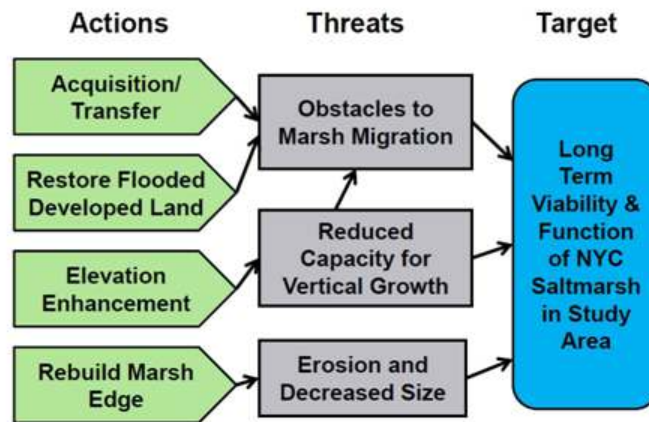 Actions
Threats
Target
Acquisition/
Transfer
Restore Flooded
Developed Land
Elevation
Enhancement
Rebuild Marsh
Edge
Obstacles to
Marsh Migration
Reduced
Capacity for
Vertical Growth
Erosion and
Decreased Size
Long
Term
Viability &
Function
of NYC
Saltmarsh
in Study
Area